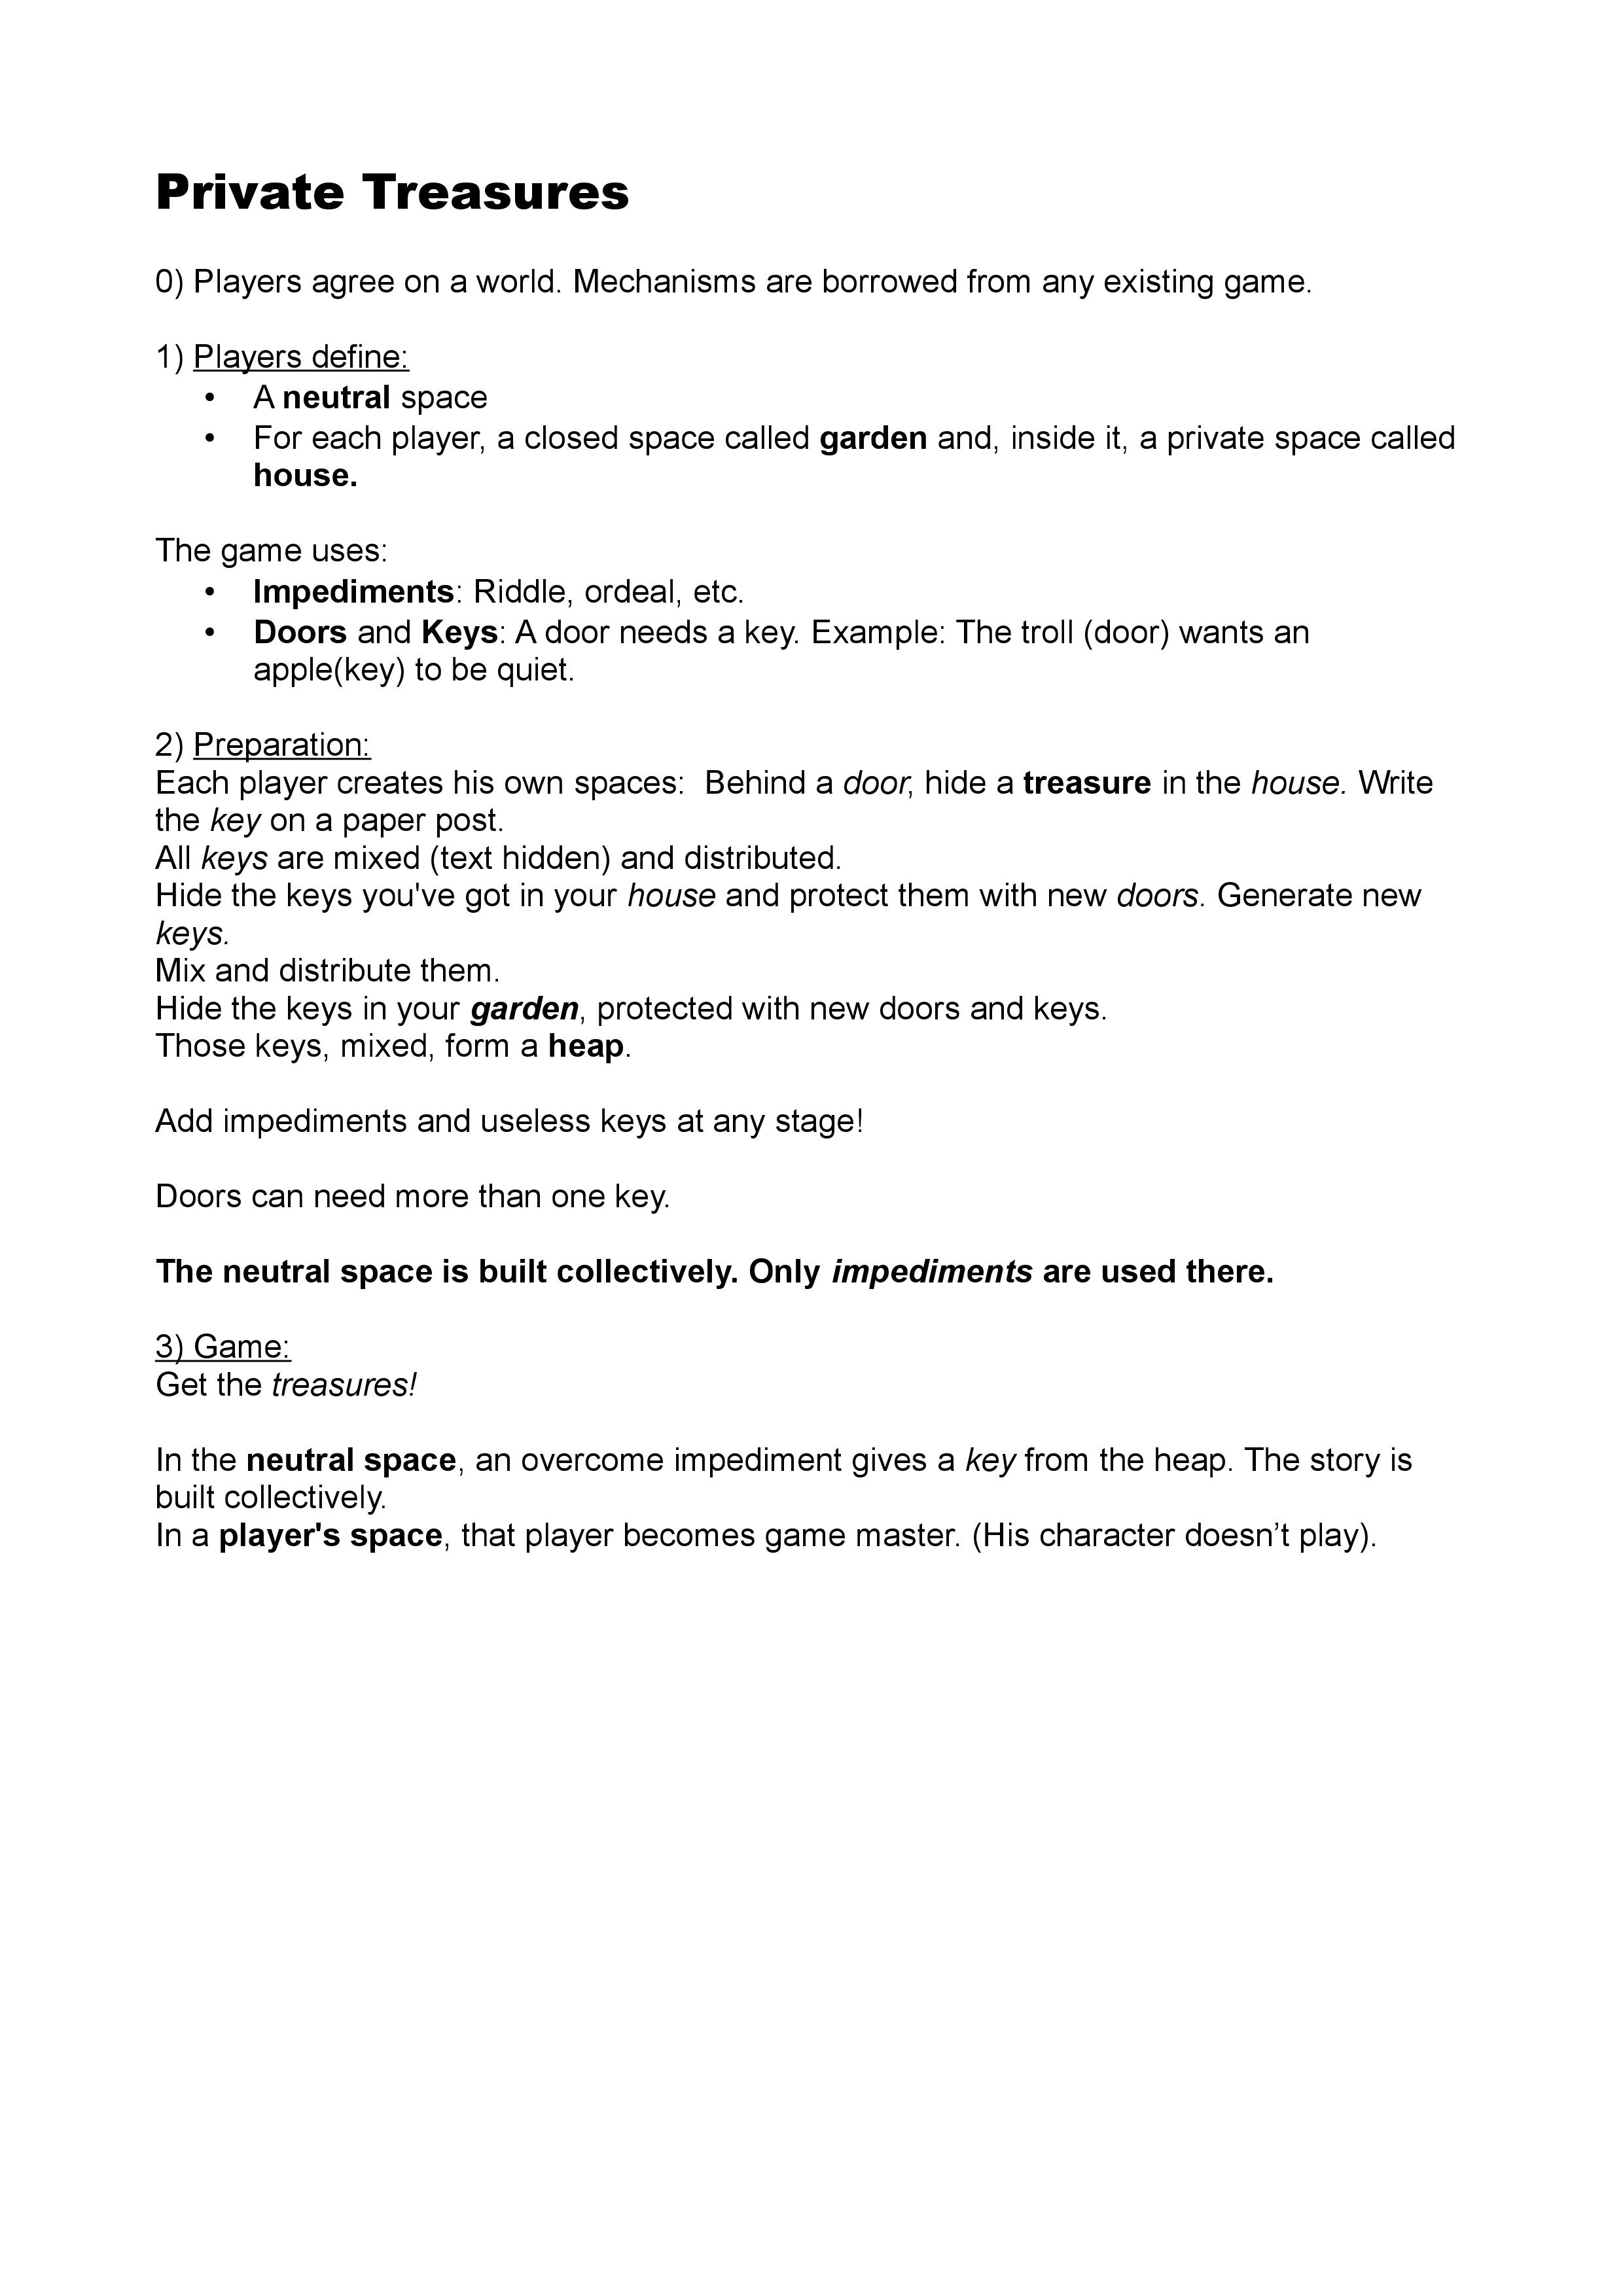 Private Treasures
0) Players agree on a world. Mechanisms are borrowed from any existing game.
1) Players define:
• A neutral space
• For each player, a closed space called garden and, inside it, a private space called
house.
The game uses:
• Impediments: Riddle, ordeal, etc.
• Doors and Keys: A door needs a key. Example: The troll (door) wants an
apple(key) to be quiet.
2) Preparation:
Each player creates his own spaces:  Behind a door, hide a treasure in the house. Write
the key on a paper post.
All keys are mixed (text hidden) and distributed.
Hide the keys you've got in your house and protect them with new doors. Generate new
keys.
Mix and distribute them.
Hide the keys in your garden, protected with new doors and keys.
Those keys, mixed, form a heap.
Add impediments and useless keys at any stage!
Doors can need more than one key.
The neutral space is built collectively. Only impediments are used there.
3) Game:
Get the treasures!
In the neutral space, an overcome impediment gives a key from the heap. The story is
built collectively.
In a player's space, that player becomes game master. (His character doesn’t play).